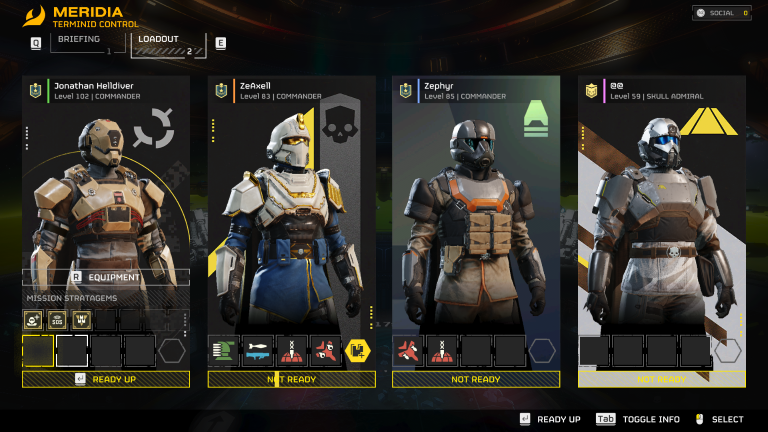 MERIDIA
TERMINID CONTROL
SOCIAL 0
Q BRIEFING 1 LOADOUT 2 E
Jonathan Helldiver
Level 102 | COMMANDER
ZeAxell
Level 83 | COMMANDER
Zephyr
Level 85 | COMMANDER
@@
Level 59 | SKULL ADMIRAL
R EQUIPMENT
MISSION STRATAGEMS
SOS
READY UP
NOT READY
NOT READY
NOT READY
READY UP
Tab TOGGLE INFO
SELECT